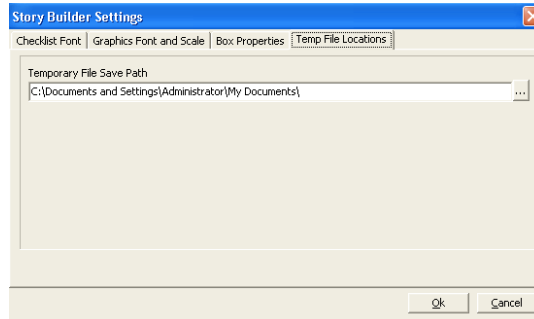 Story Builder Settings
Checklist Font Graphics Font and Scale Box Properties Temp File Locations
Temporary File Save Path
C:\Documents and Settings\Administrator\My Documents\
...
Ok Cancel